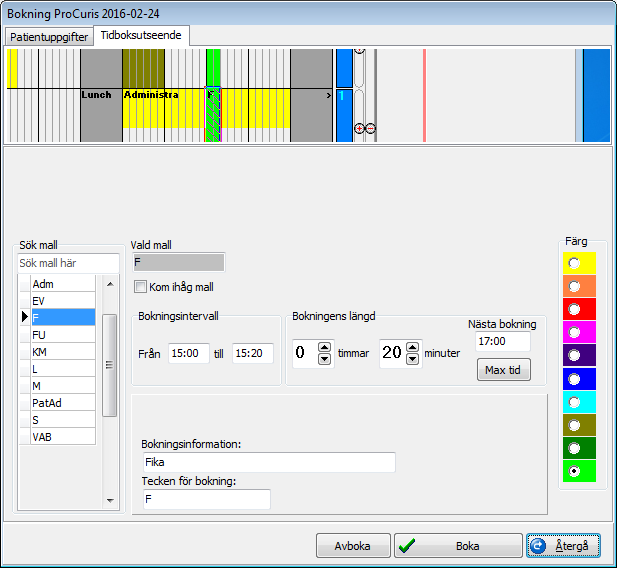 Bokning ProCuris 2016-02-24
Patientuppgifter
Tidboksutseende
Lunch
Administra
F
>
1
Sök mall
Sök mall här
Adm
EV
F
FU
KM
L
M
PatAd
S
VAB
Vald mall
F
Kom ihåg mall
Bokningsintervall
Från 15:00 till 15:20
Bokningens längd
0 timmar 20 minuter
Nästa bokning
17:00
Max tid
Bokningsinformation:
Fika
Tecken för bokning:
F
Färg
Avboka
Boka
Återgå